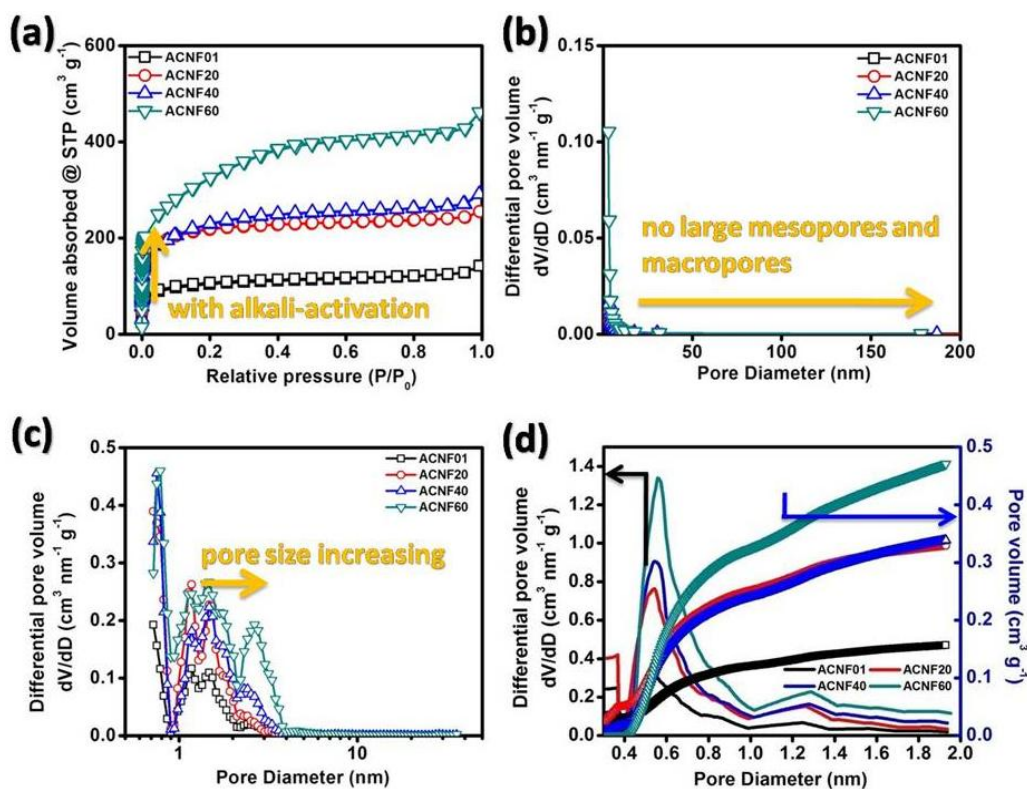 (a)
600
400
200
0
Volume absorbed @ STP (cm³ g⁻¹)
ACNF01
ACNF20
ACNF40
ACNF60
with alkali-activation
0.0 0.2 0.4 0.6 0.8 1.0
Relative pressure (P/P₀)
(b)
0.15
0.10
0.05
0.00
Differential pore volume
dV/dD (cm³ nm⁻¹ g⁻¹)
ACNF01
ACNF20
ACNF40
ACNF60
no large mesopores and
macropores
50 100 150 200
Pore Diameter (nm)
(c)
0.5
0.4
0.3
0.2
0.1
0.0
Differential pore volume
dV/dD (cm³ nm⁻¹ g⁻¹)
ACNF01
ACNF20
ACNF40
ACNF60
pore size increasing
1 10
Pore Diameter (nm)
(d)
1.4
1.2
1.0
0.8
0.6
0.4
0.2
0.0
Differential pore volume
dV/dD (cm³ nm⁻¹ g⁻¹)
0.5
0.4
0.3
0.2
0.1
0.0
Pore volume (cm³ g⁻¹)
ACNF01 ACNF20
ACNF40 ACNF60
0.4 0.6 0.8 1.0 1.2 1.4 1.6 1.8 2.0
Pore Diameter (nm)